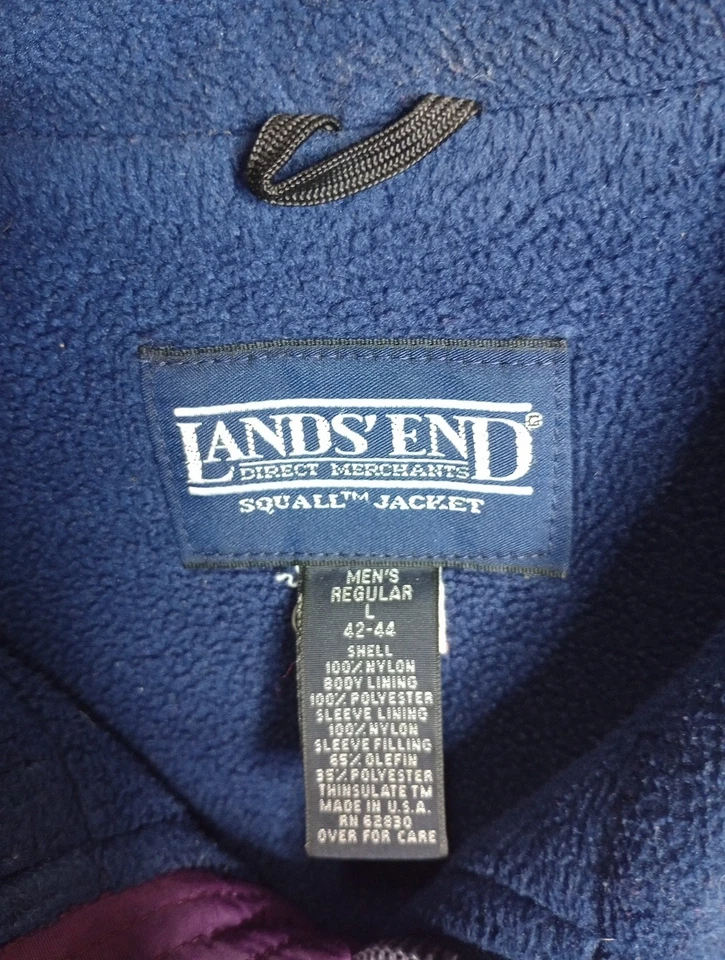 LANDS' END®
DIRECT MERCHANTS
SQUALL™ JACKET
MEN'S
REGULAR
L
42-44
SHELL
100% NYLON
BODY LINING
100% POLYESTER
SLEEVE LINING
100% NYLON
SLEEVE FILLING
65% OLEFIN
35% POLYESTER
THINSULATE TM
MADE IN U.S.A.
RN 62830
OVER FOR CARE